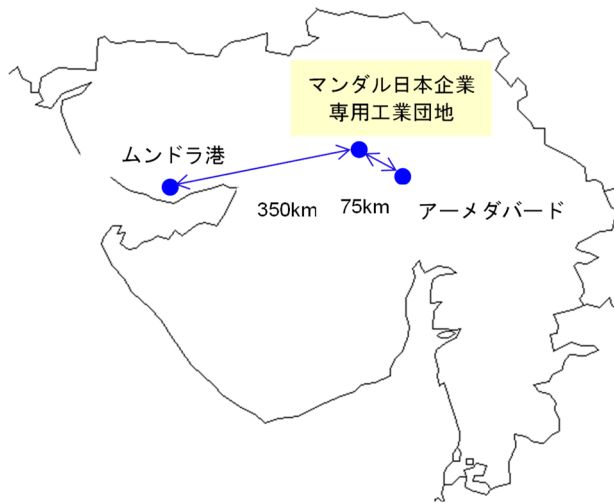 マンダル日本企業
専用工業団地
ムンドラ港
350km
75km
アーメダバード